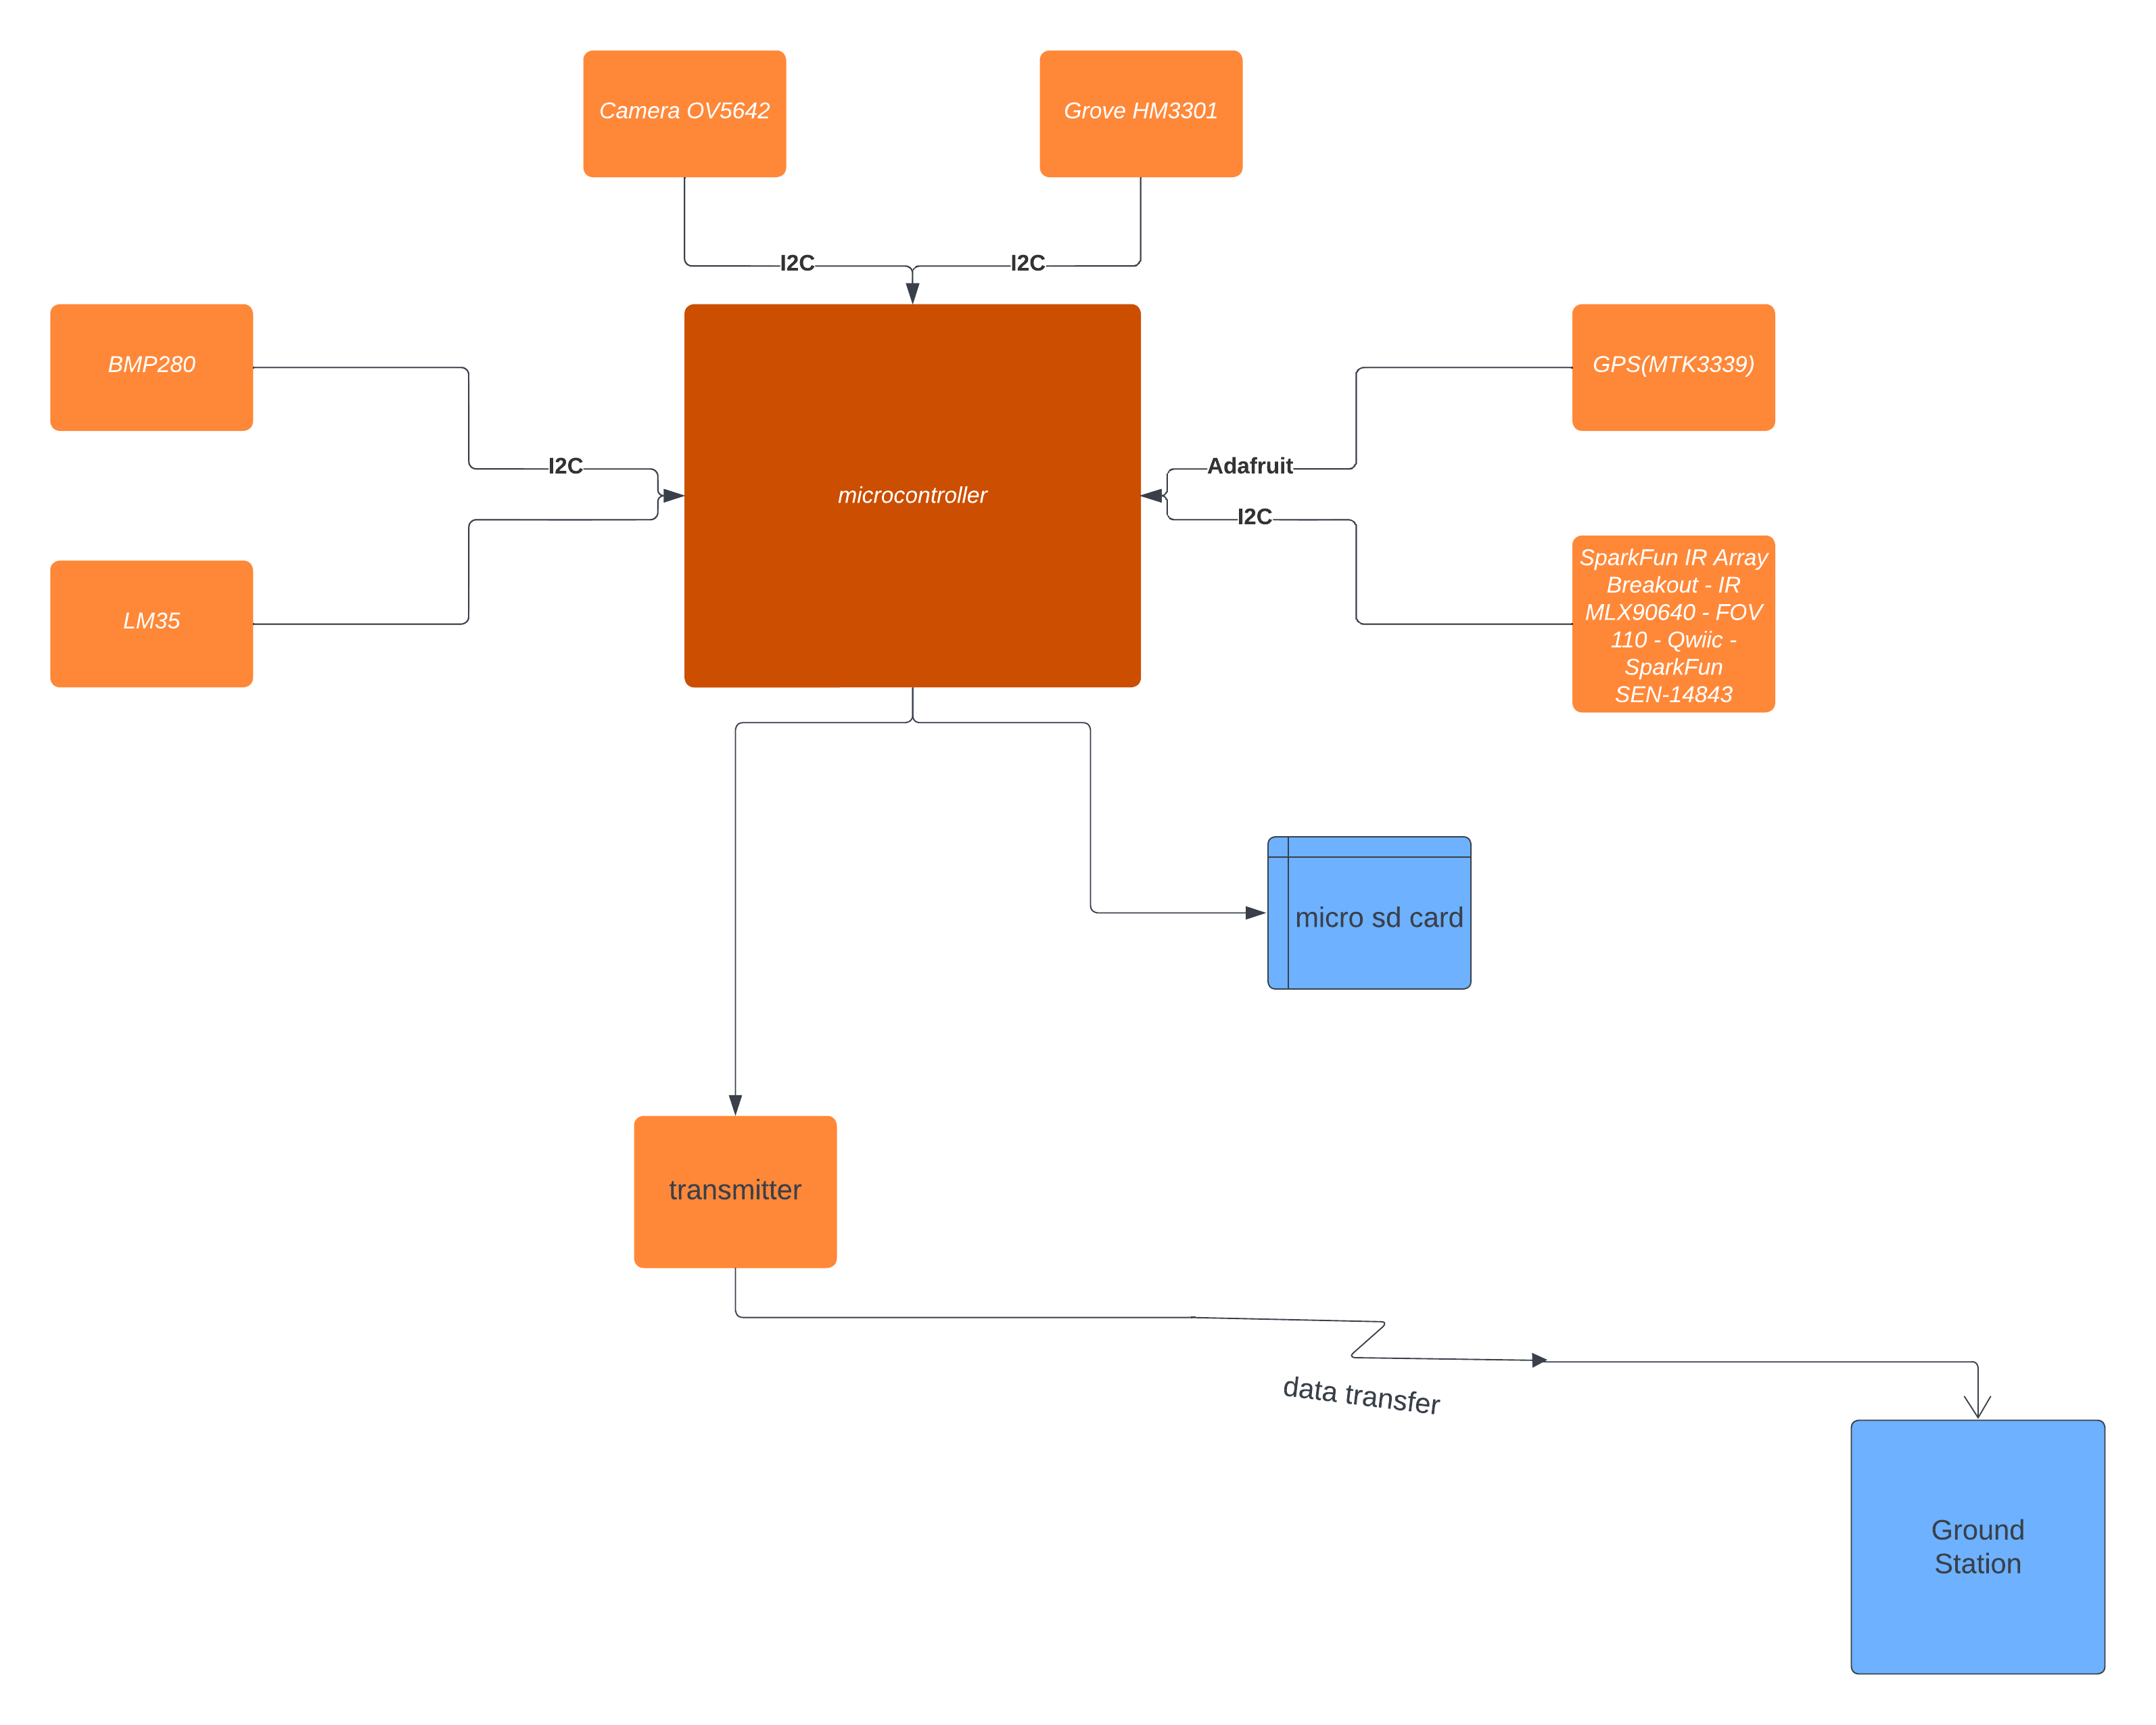 Camera OV5642
Grove HM3301
I2C
I2C
BMP280
GPS(MTK3339)
I2C
Adafruit
microcontroller
I2C
LM35
SparkFun IR Array
Breakout - IR
MLX90640 - FOV
110 - Qwiic -
SparkFun
SEN-14843
micro sd card
transmitter
data transfer
Ground
Station